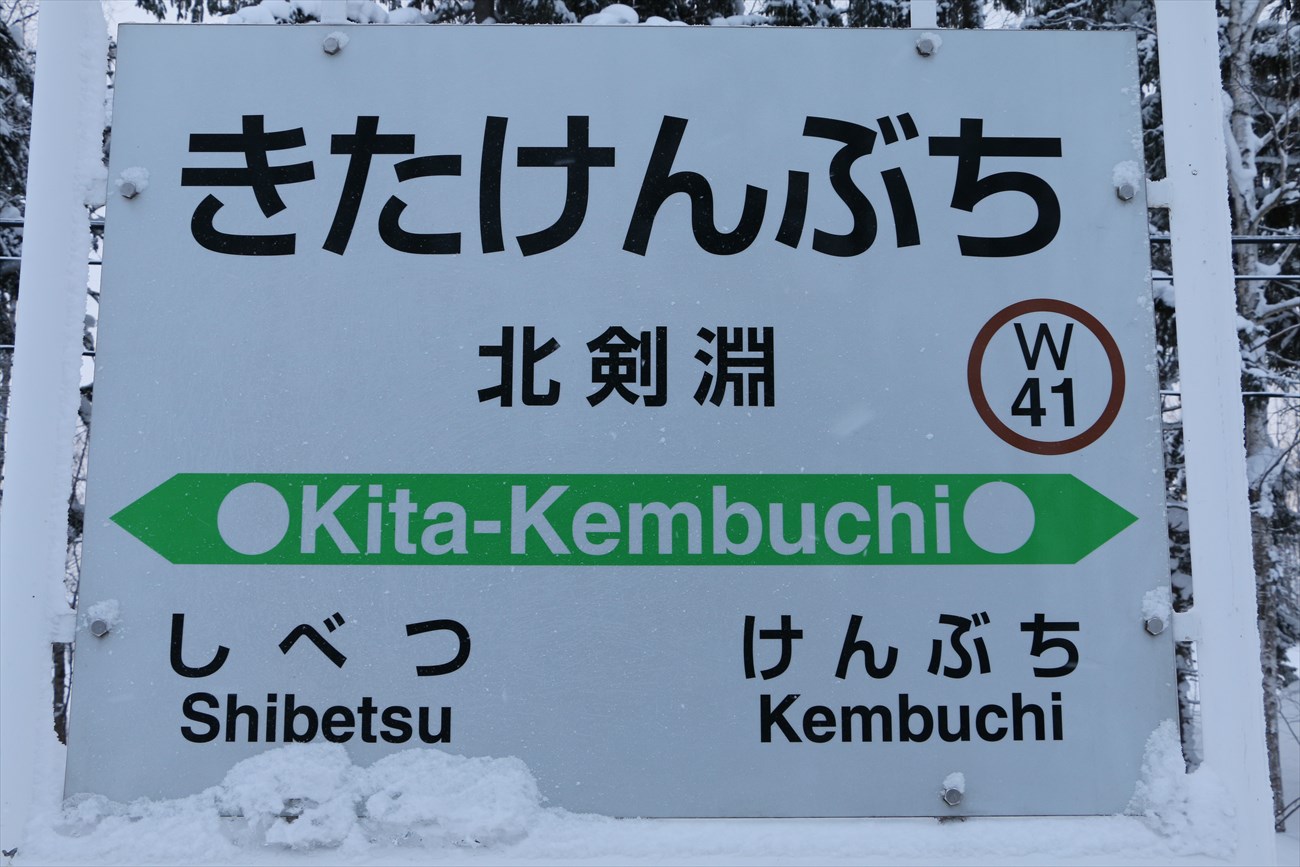 きたけんぶち
北剣淵
W
41
Kita-Kembuchi
しべつ けんぶち
Shibetsu Kembuchi